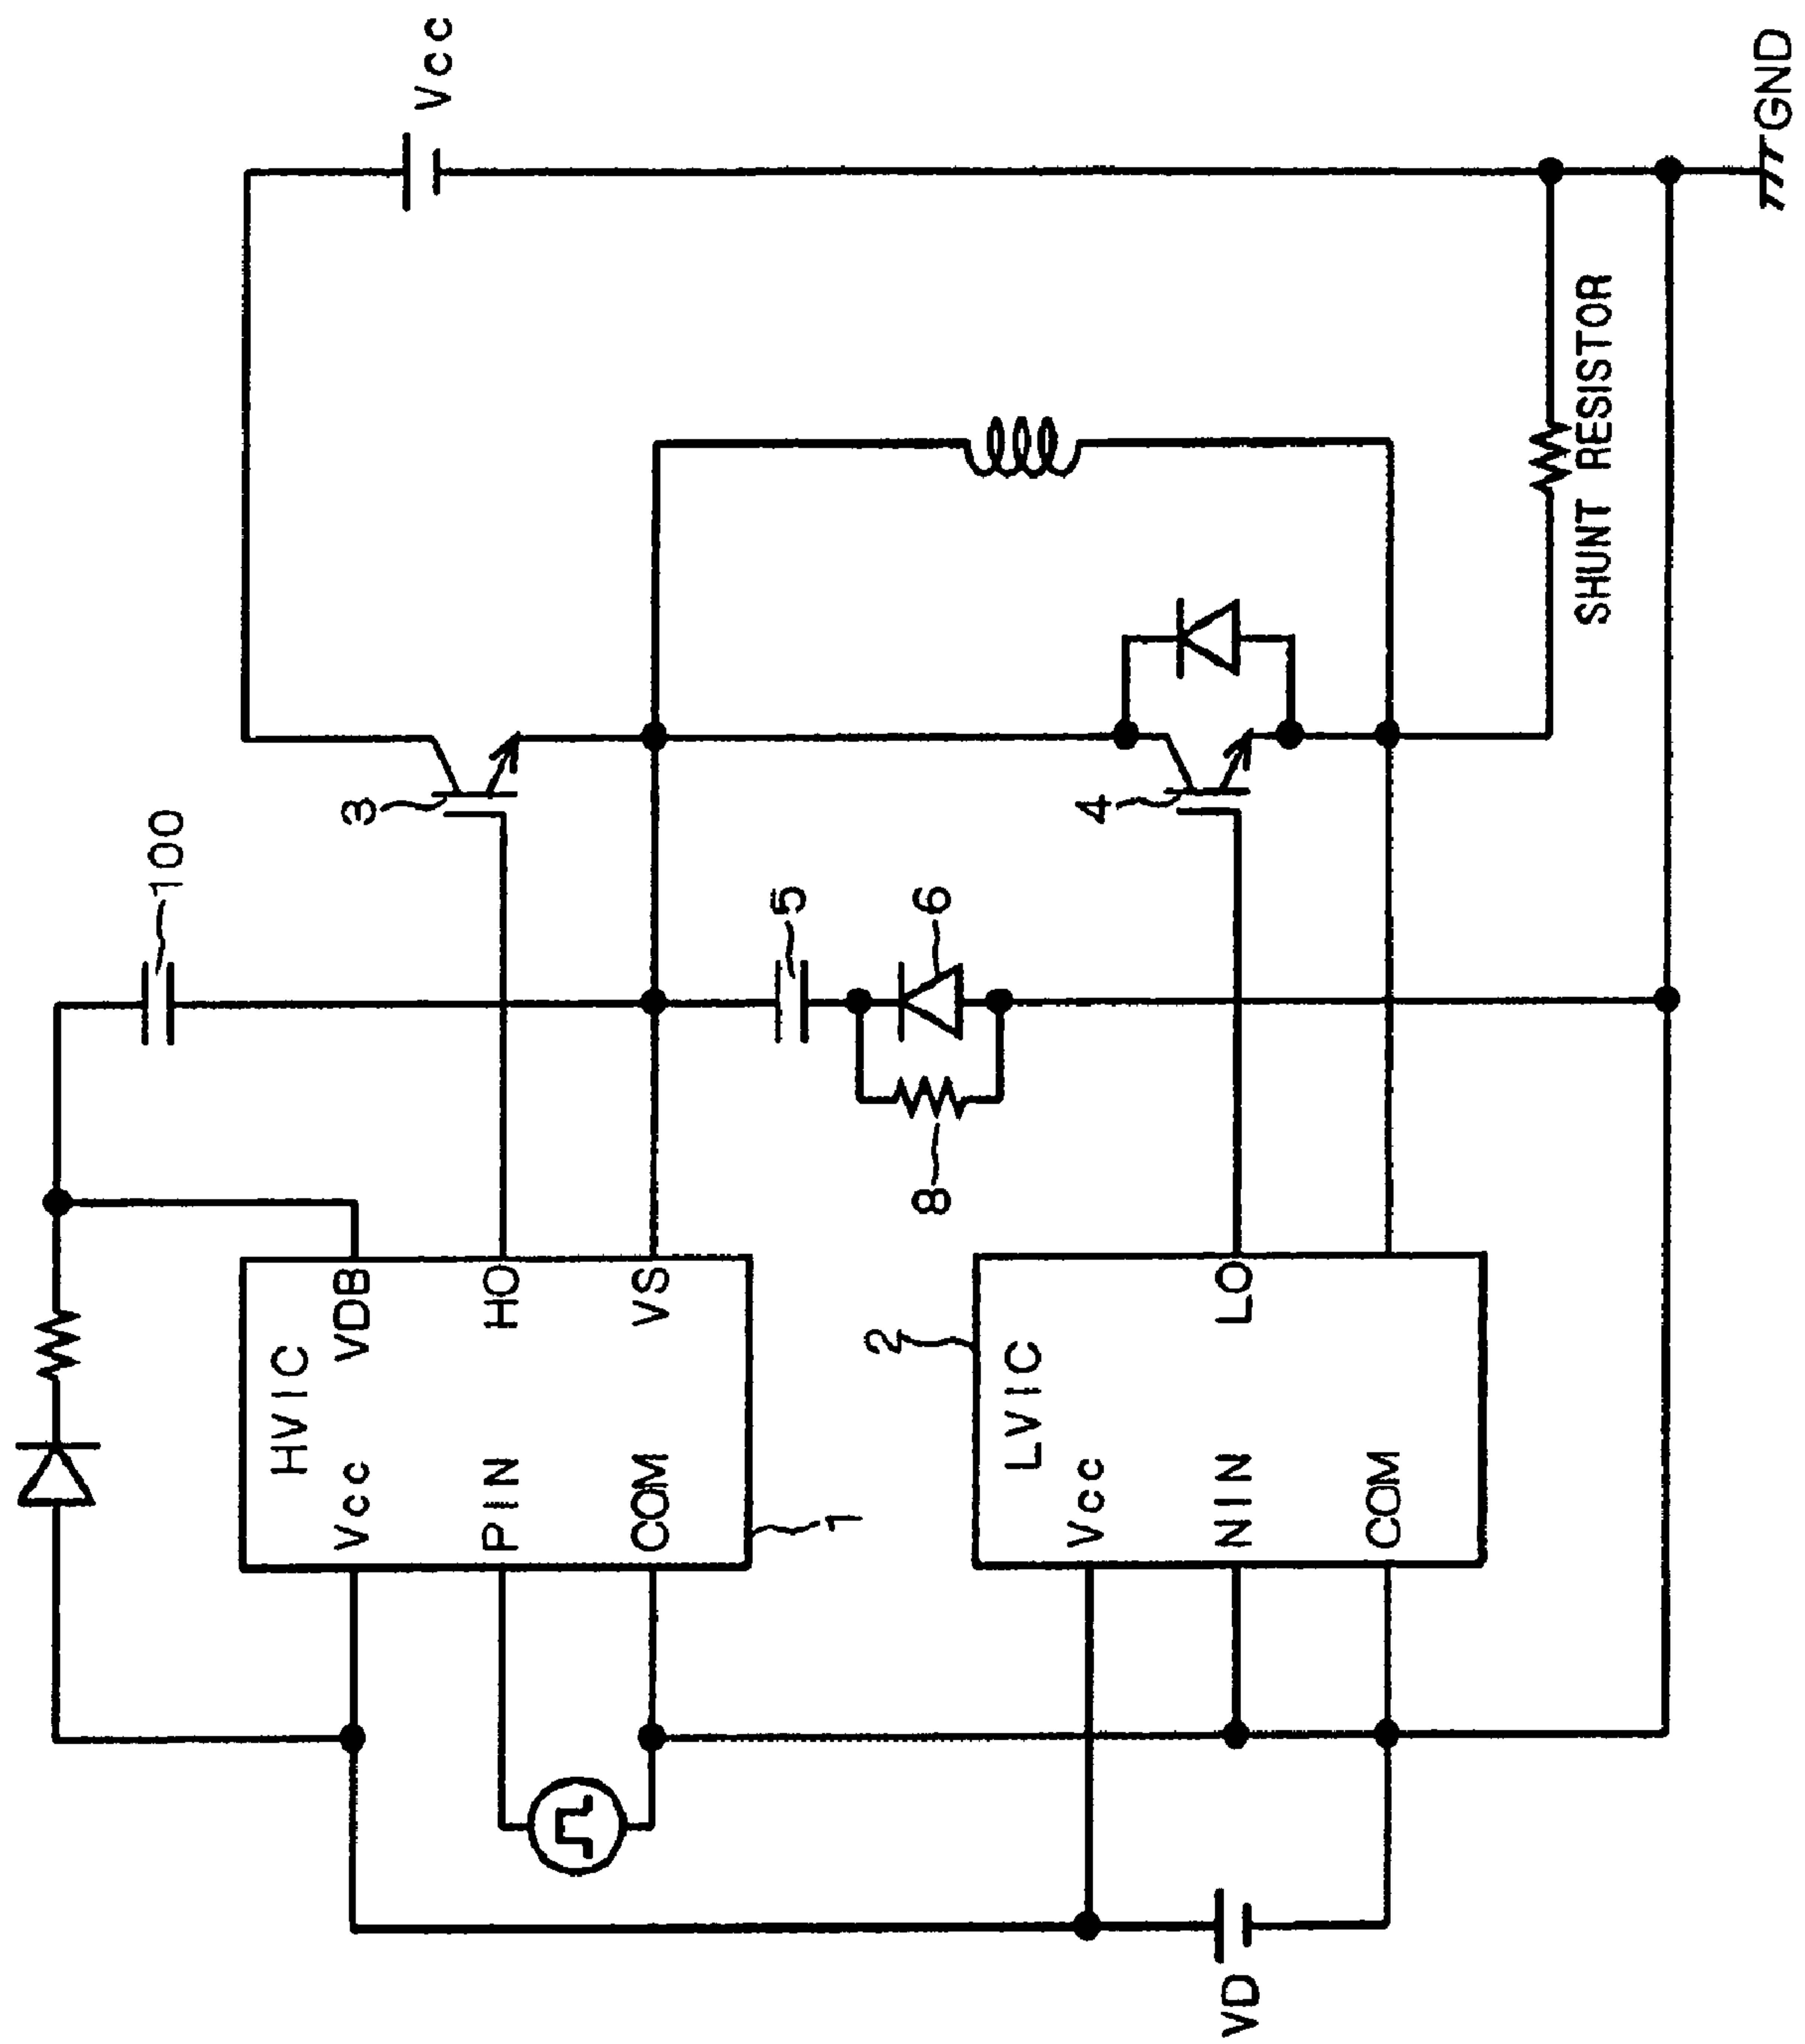 Vcc
GND
SHUNT RESISTOR
3
4
100
5
6
8
HVIC
Vcc VDB
PIN HO
COM VS
1
2
LVIC
Vcc
NIN LO
COM
VD